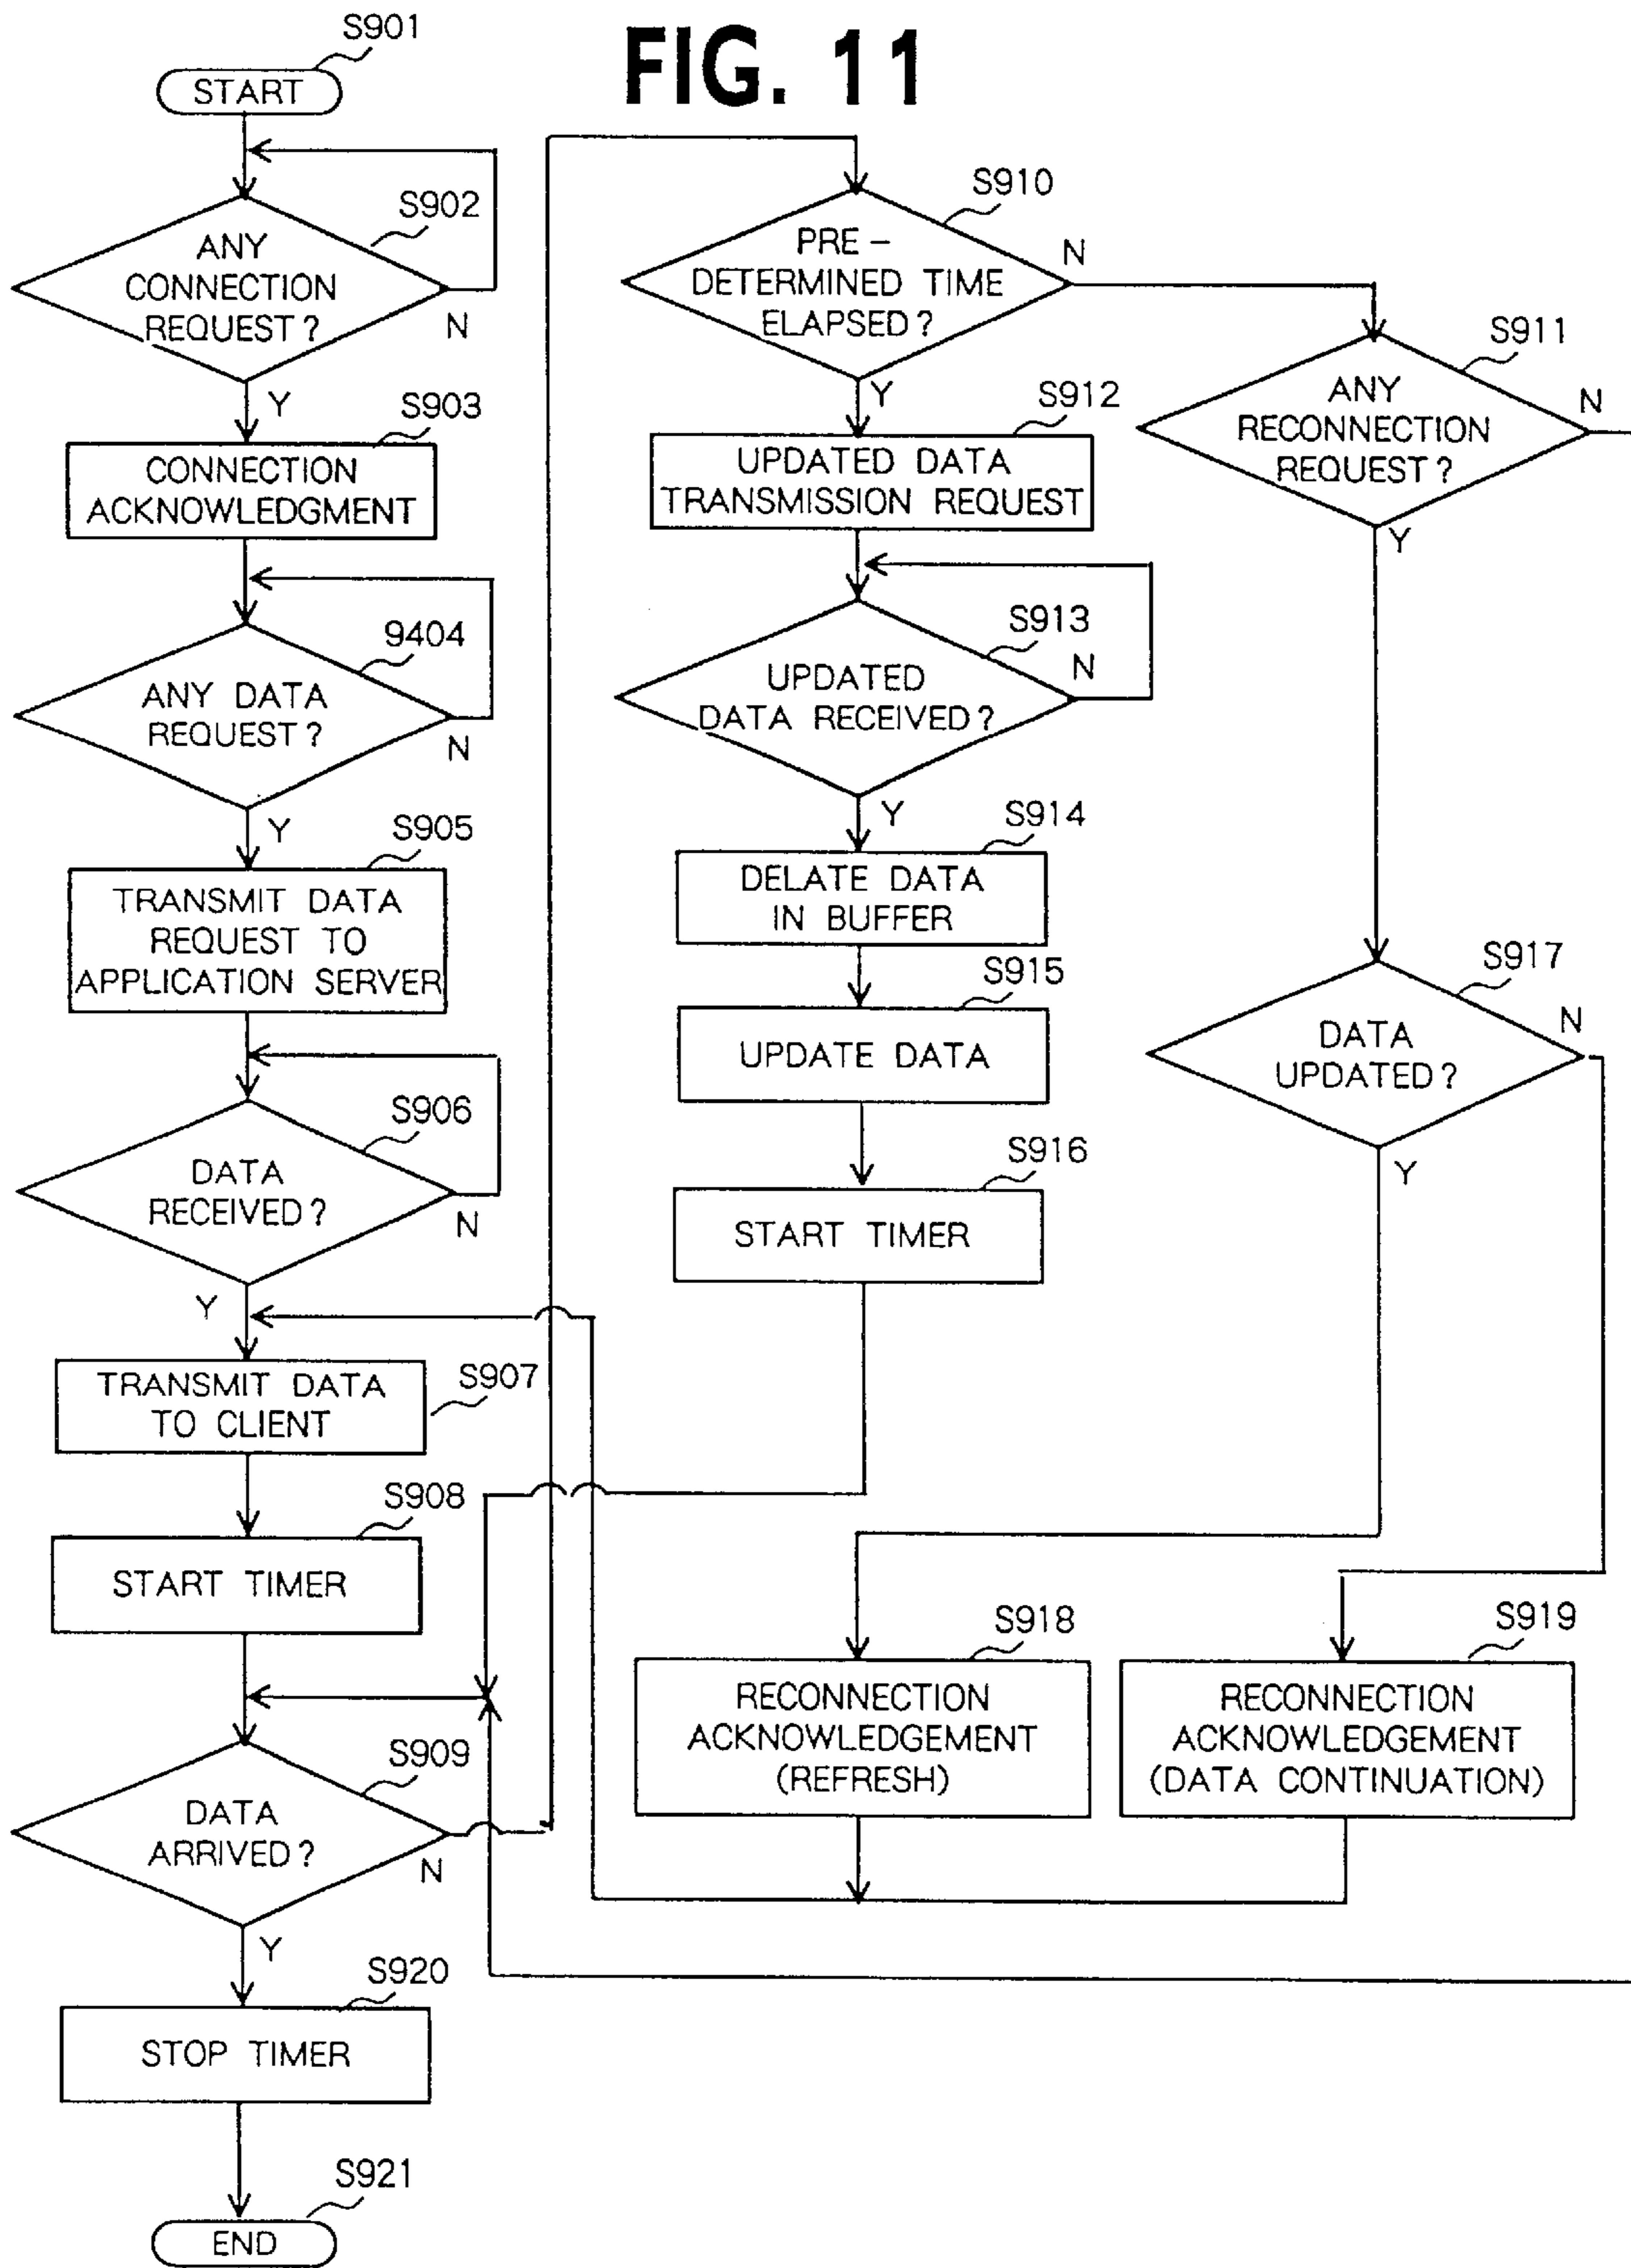 FIG. 11
S901
START
S902
ANY
CONNECTION
REQUEST?
N
Y
S903
CONNECTION
ACKNOWLEDGMENT
9404
ANY DATA
REQUEST?
N
Y
S905
TRANSMIT DATA
REQUEST TO
APPLICATION SERVER
S906
DATA
RECEIVED?
N
Y
S907
TRANSMIT DATA
TO CLIENT
S908
START TIMER
S909
DATA
ARRIVED?
N
Y
S920
STOP TIMER
S921
END
S910
PRE-
DETERMINED TIME
ELAPSED?
N
Y
S912
UPDATED DATA
TRANSMISSION REQUEST
S913
UPDATED
DATA RECEIVED?
N
Y
S914
DELATE DATA
IN BUFFER
S915
UPDATE DATA
S916
START TIMER
S911
ANY
RECONNECTION
REQUEST?
N
Y
S917
DATA
UPDATED?
N
Y
S918
RECONNECTION
ACKNOWLEDGEMENT
(REFRESH)
S919
RECONNECTION
ACKNOWLEDGEMENT
(DATA CONTINUATION)